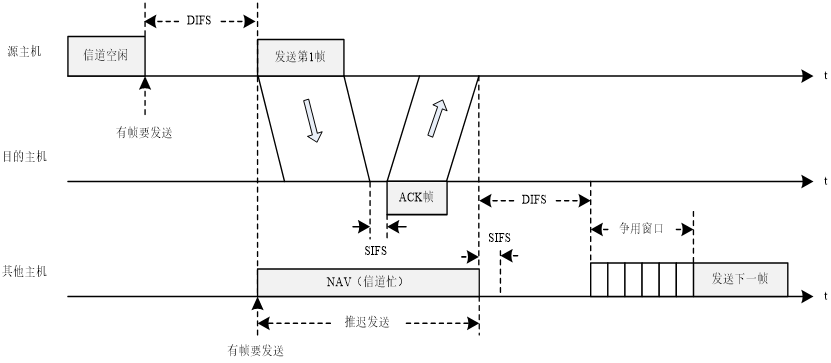 DIFS
源主机
信道空闲
发送第1帧
t
有帧要发送
目的主机
t
ACK帧
DIFS
SIFS
争用窗口
SIFS
其他主机
NAV（信道忙）
发送下一帧
t
推迟发送
有帧要发送